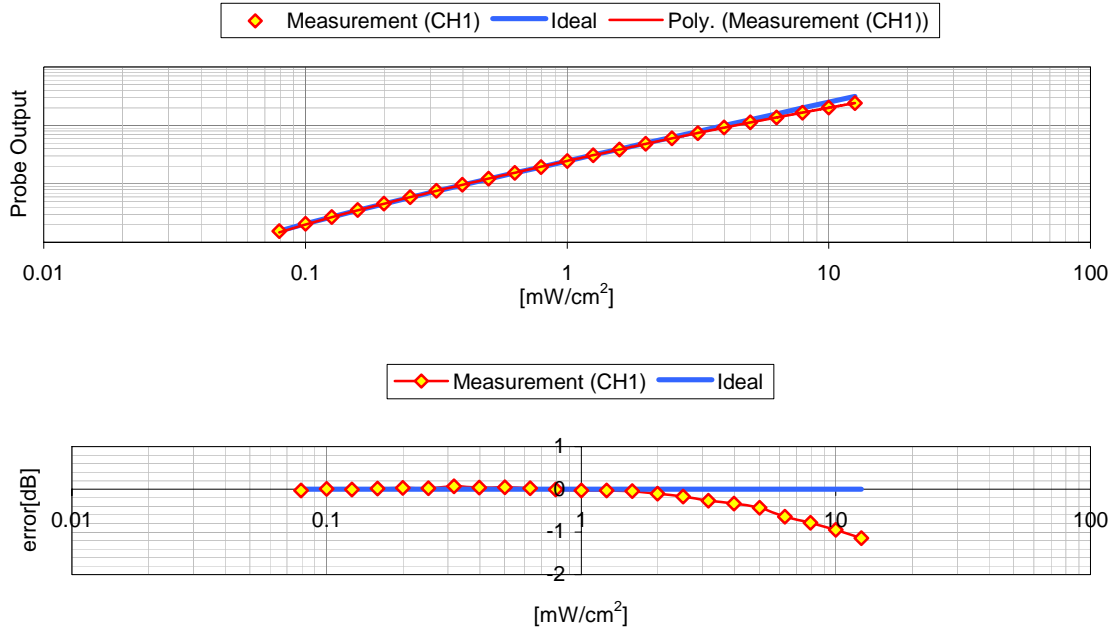 Measurement (CH1) Ideal Poly. (Measurement (CH1))
Probe Output
0.01 0.1 1 10 100
[mW/cm²]
Measurement (CH1) Ideal
error[dB]
1
0
0.01 0.1 1 10 100
-1
-2
[mW/cm²]